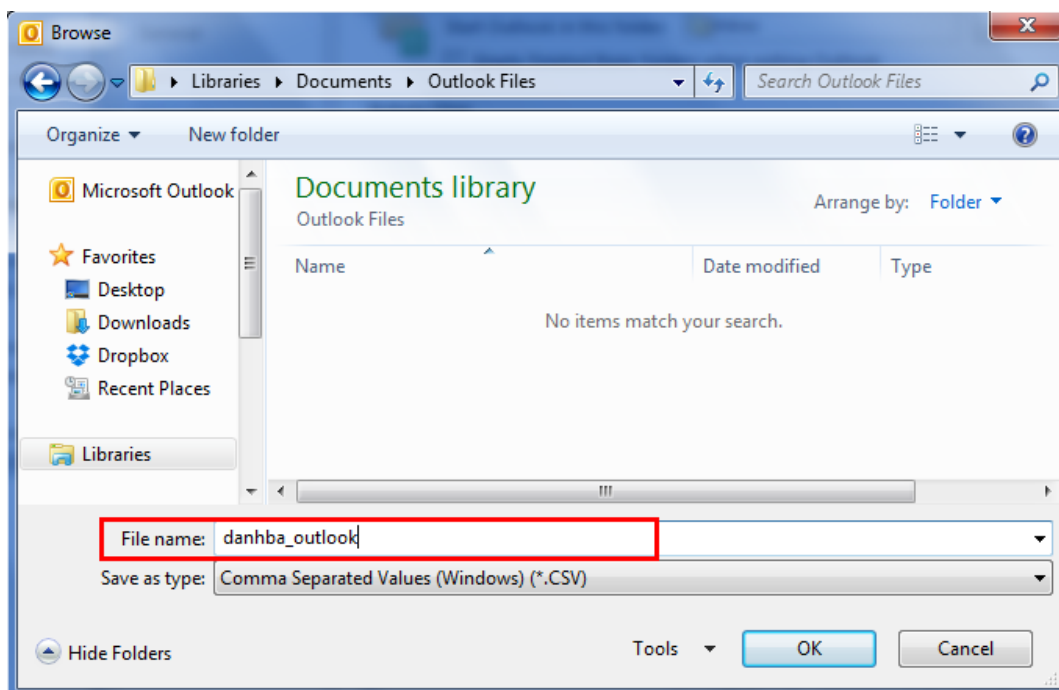 Browse
Libraries Documents Outlook Files
Search Outlook Files
Organize New folder
Microsoft Outlook
Favorites
Desktop
Downloads
Dropbox
Recent Places
Libraries
Documents library
Outlook Files
Arrange by: Folder
Name Date modified Type
No items match your search.
File name: danhba_outlook
Save as type: Comma Separated Values (Windows) (*.CSV)
Hide Folders
Tools OK Cancel